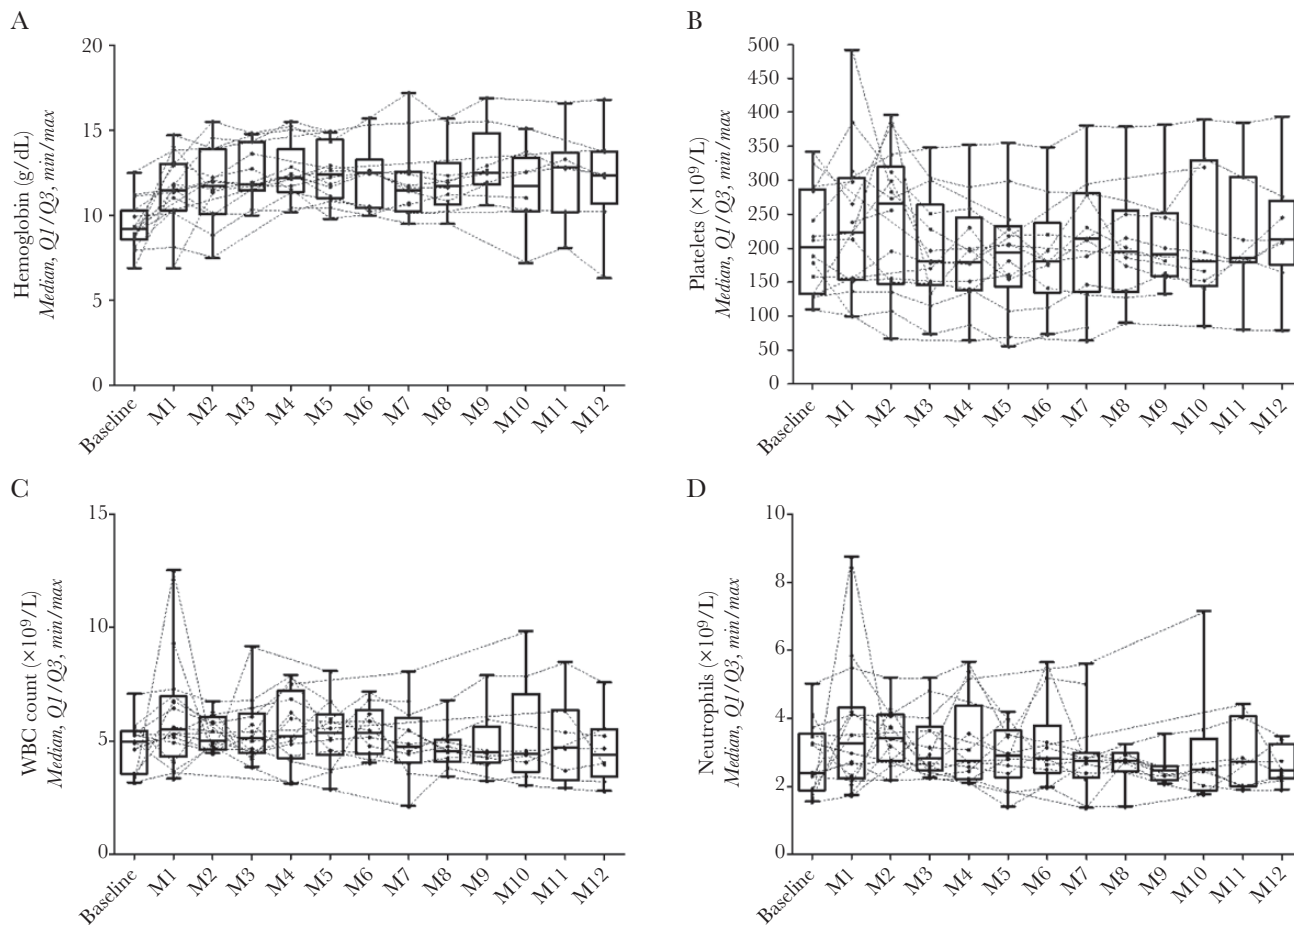 A
Hemoglobin (g/dL)
Median, Q1/Q3, min/max
20
15
10
5
0
Baseline M1 M2 M3 M4 M5 M6 M7 M8 M9 M10 M11 M12
B
Platelets (×10⁹/L)
Median, Q1/Q3, min/max
500
450
400
350
300
250
200
150
100
50
0
Baseline M1 M2 M3 M4 M5 M6 M7 M8 M9 M10 M11 M12
C
WBC count (×10⁹/L)
Median, Q1/Q3, min/max
15
10
5
0
Baseline M1 M2 M3 M4 M5 M6 M7 M8 M9 M10 M11 M12
D
Neutrophils (×10⁹/L)
Median, Q1/Q3, min/max
10
8
6
4
2
0
Baseline M1 M2 M3 M4 M5 M6 M7 M8 M9 M10 M11 M12